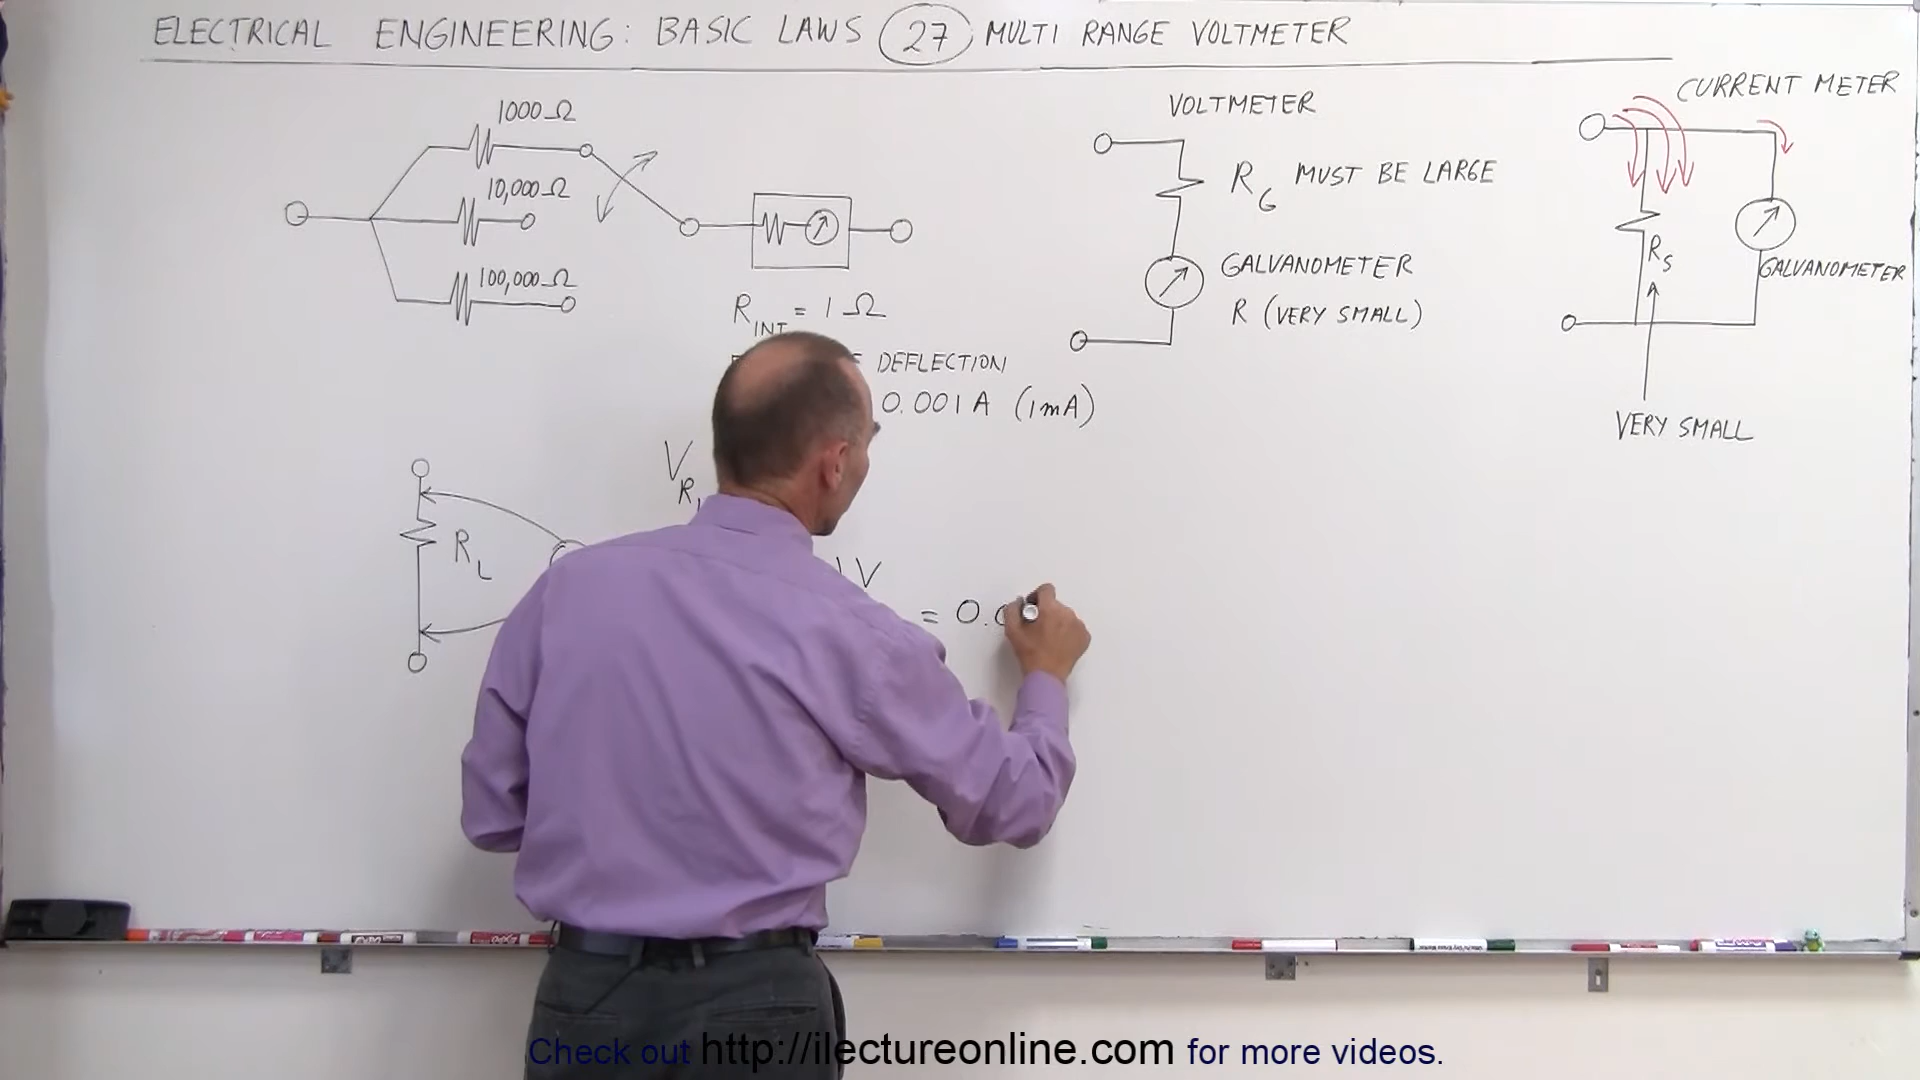 ELECTRICAL ENGINEERING: BASIC LAWS 27 MULTI RANGE VOLTMETER
1000 Ω
10,000 Ω
100,000 Ω
R INT = 1 Ω
DEFLECTION
0.001 A (1mA)
VOLTMETER
R G MUST BE LARGE
GALVANOMETER
R (VERY SMALL)
CURRENT METER
R S
GALVANOMETER
VERY SMALL
R L
V R
V
= 0.
Check out http://ilectureonline.com for more videos.